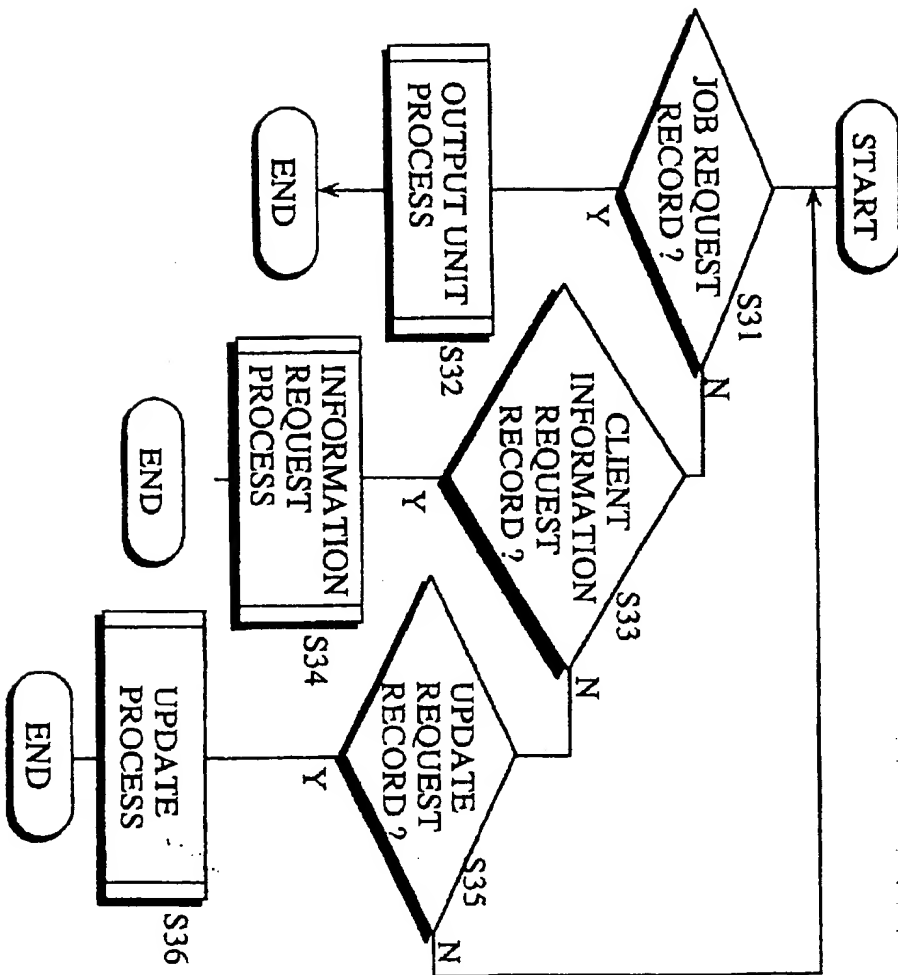 START
JOB REQUEST
RECORD ?
S31
N
Y
OUTPUT UNIT
PROCESS
S32
END
CLIENT
INFORMATION
REQUEST
RECORD ?
S33
N
Y
INFORMATION
REQUEST
PROCESS
S34
END
UPDATE
REQUEST
RECORD ?
S35
N
Y
UPDATE
PROCESS
S36
END